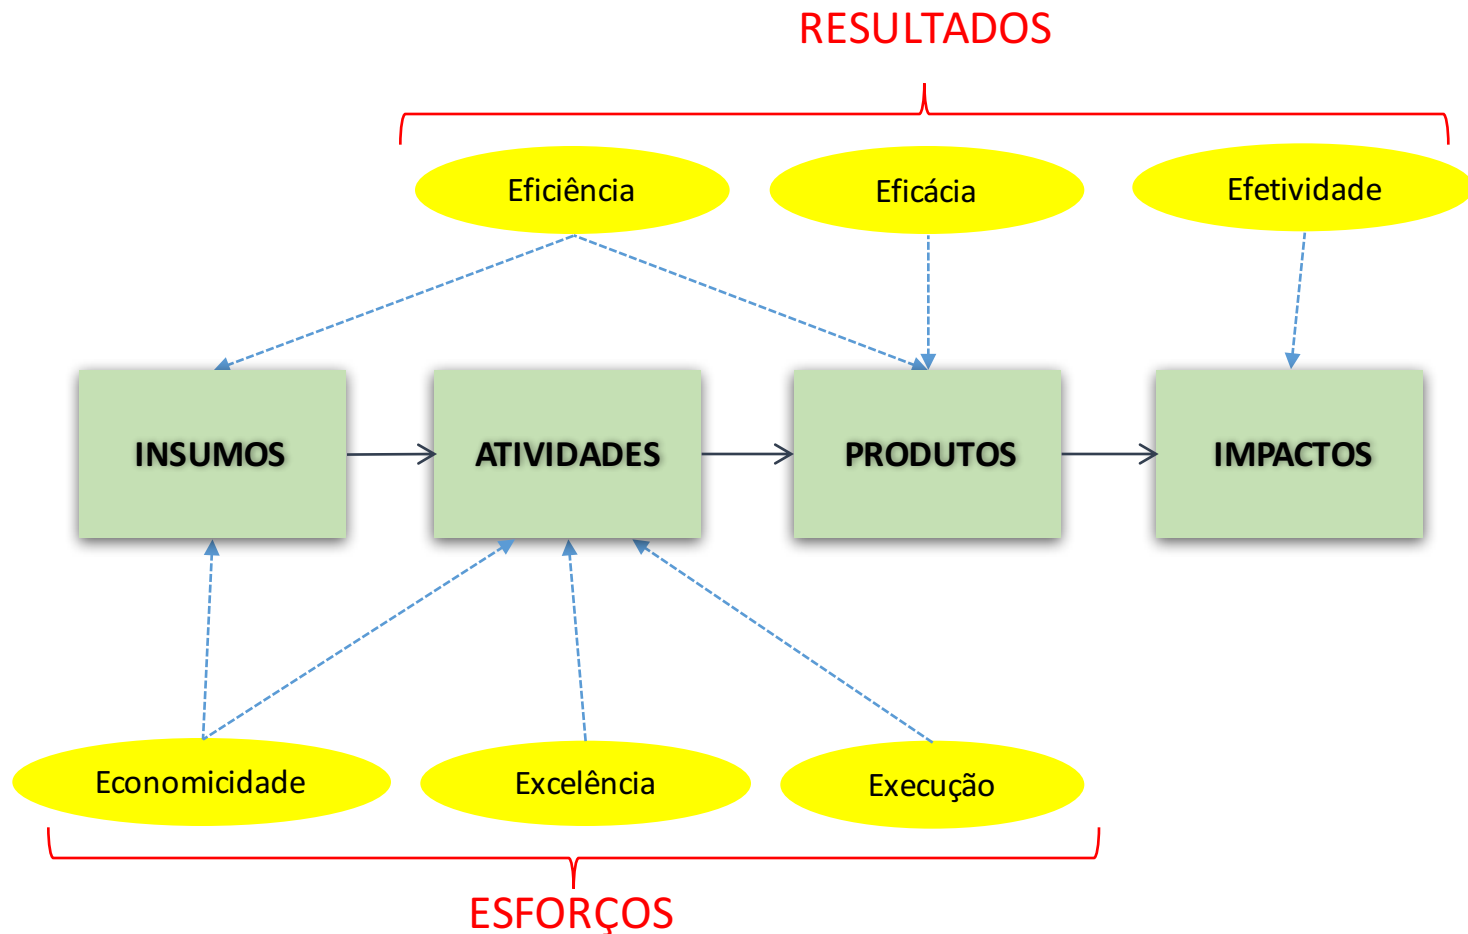 RESULTADOS
Eficiência
Eficácia
Efetividade
INSUMOS
ATIVIDADES
PRODUTOS
IMPACTOS
Economicidade
Excelência
Execução
ESFORÇOS